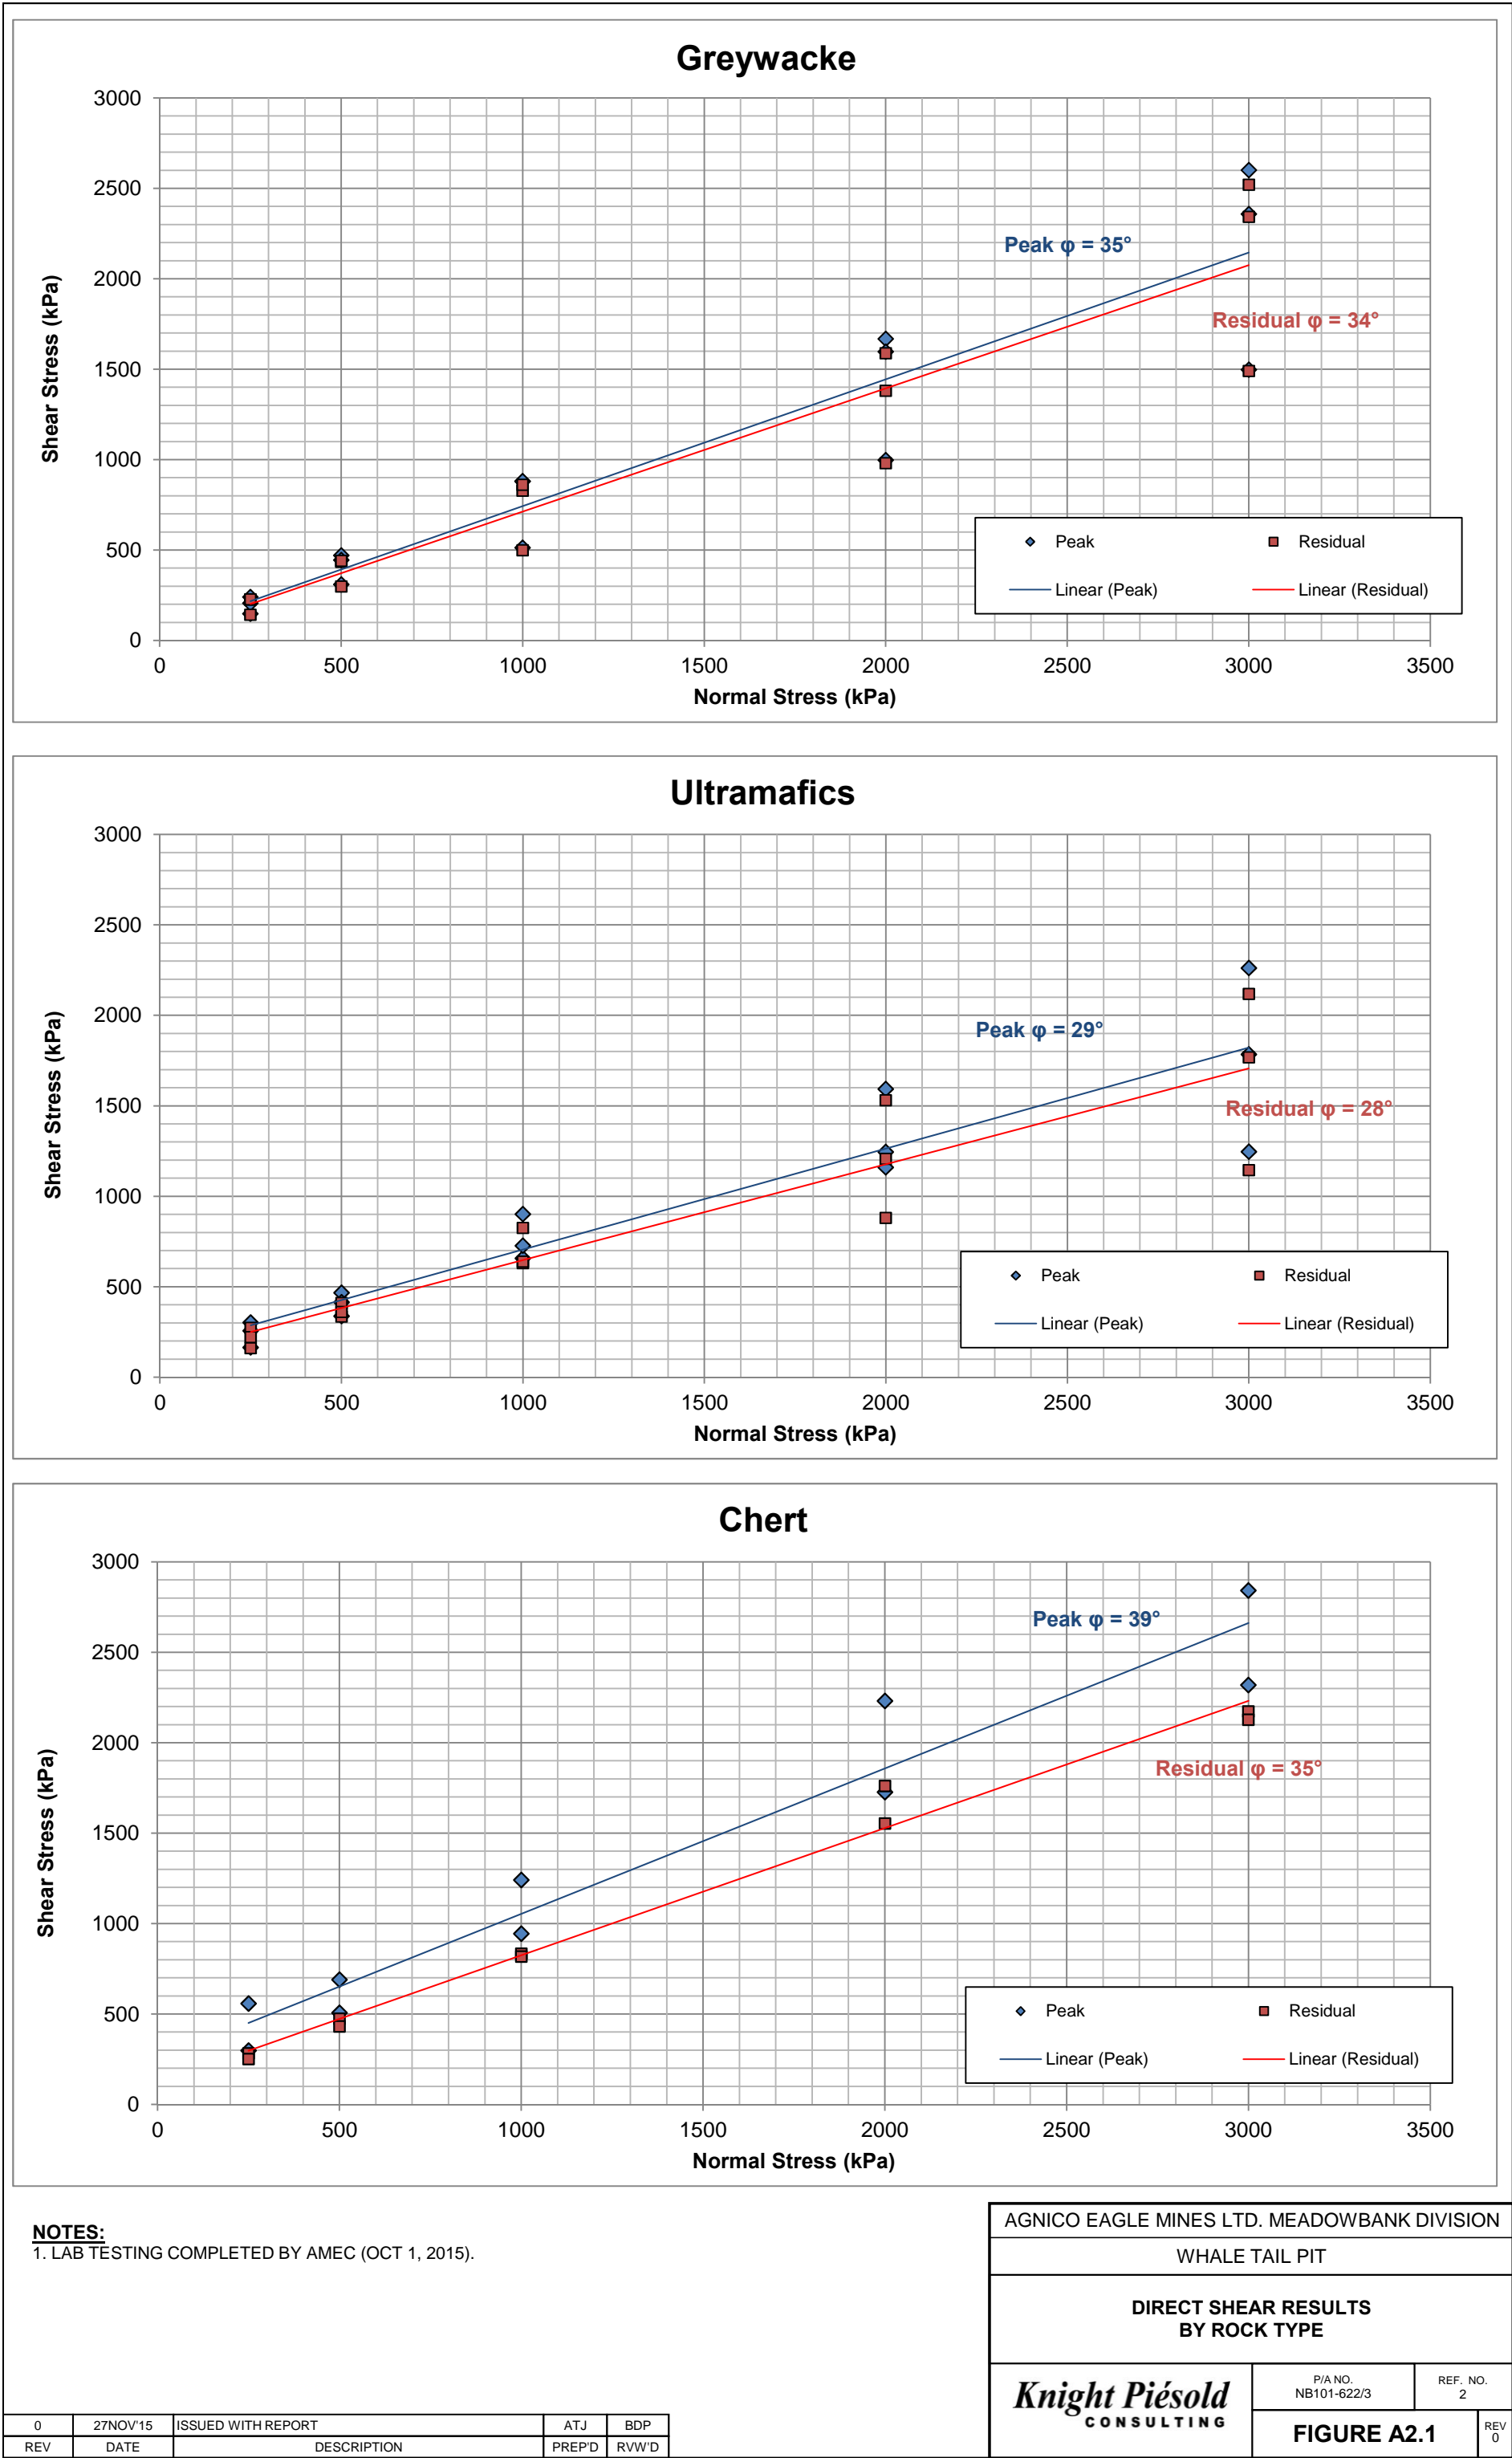 Greywacke
3000
2500
2000
1500
1000
500
0
Shear Stress (kPa)
Peak φ = 35°
Residual φ = 34°
Peak
Residual
Linear (Peak)
Linear (Residual)
0 500 1000 1500 2000 2500 3000 3500
Normal Stress (kPa)
Ultramafics
3000
2500
2000
1500
1000
500
0
Shear Stress (kPa)
Peak φ = 29°
Residual φ = 28°
Peak
Residual
Linear (Peak)
Linear (Residual)
0 500 1000 1500 2000 2500 3000 3500
Normal Stress (kPa)
Chert
3000
2500
2000
1500
1000
500
0
Shear Stress (kPa)
Peak φ = 39°
Residual φ = 35°
Peak
Residual
Linear (Peak)
Linear (Residual)
0 500 1000 1500 2000 2500 3000 3500
Normal Stress (kPa)
NOTES:
1. LAB TESTING COMPLETED BY AMEC (OCT 1, 2015).
AGNICO EAGLE MINES LTD. MEADOWBANK DIVISION
WHALE TAIL PIT
DIRECT SHEAR RESULTS
BY ROCK TYPE
Knight Piésold
CONSULTING
P/A NO.
NB101-622/3
REF. NO.
2
FIGURE A2.1
REV
0
0 27NOV'15 ISSUED WITH REPORT ATJ BDP
REV DATE DESCRIPTION PREP'D RVW'D